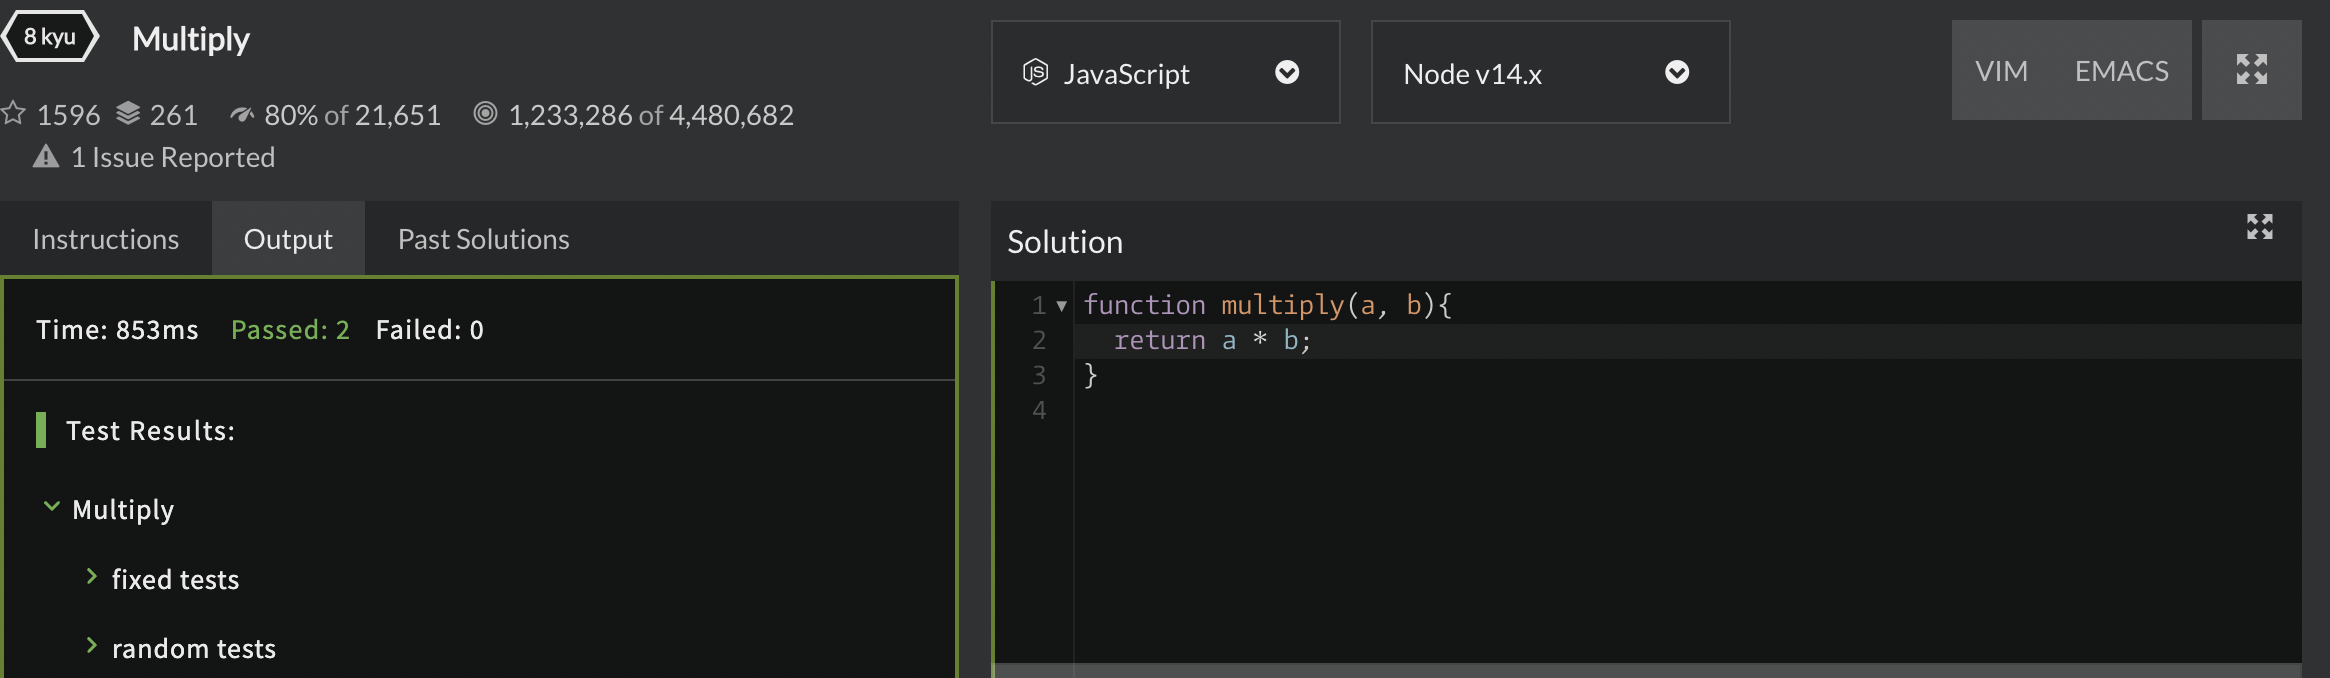 8 kyu Multiply
1596 261 80% of 21,651 1,233,286 of 4,480,682
1 Issue Reported
JS JavaScript
Node v14.x
VIM EMACS
Instructions Output Past Solutions
Time: 853ms Passed: 2 Failed: 0
Test Results:
Multiply
fixed tests
random tests
Solution
1 function multiply(a, b){
2 return a * b;
3 }
4